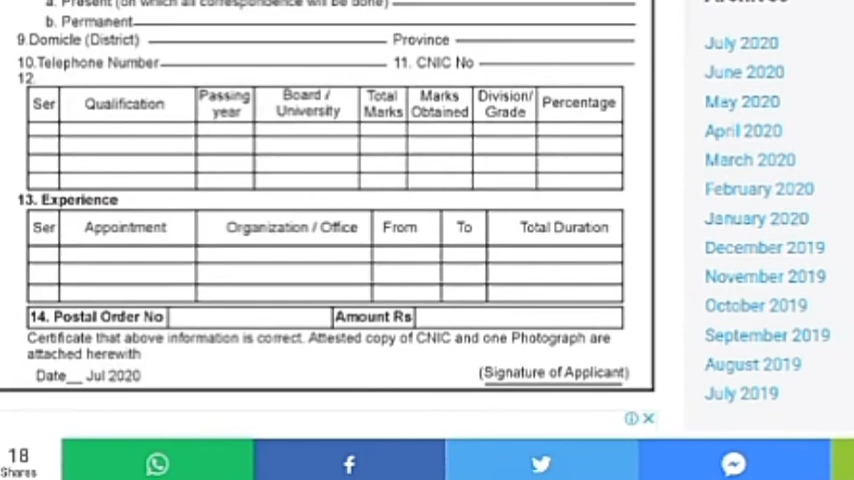 a. Present (on which all correspondence will be done)
b. Permanent
9.Domicile (District) Province
10.Telephone Number 11. CNIC No
12.
Ser Qualification Passing year Board / University Total Marks Marks Obtained Division/ Grade Percentage
13. Experience
Ser Appointment Organization / Office From To Total Duration
14. Postal Order No Amount Rs
Certificate that above information is correct. Attested copy of CNIC and one Photograph are
attached herewith
Date__ Jul 2020 (Signature of Applicant)
Archives
July 2020
June 2020
May 2020
April 2020
March 2020
February 2020
January 2020
December 2019
November 2019
October 2019
September 2019
August 2019
July 2019
18
Shares